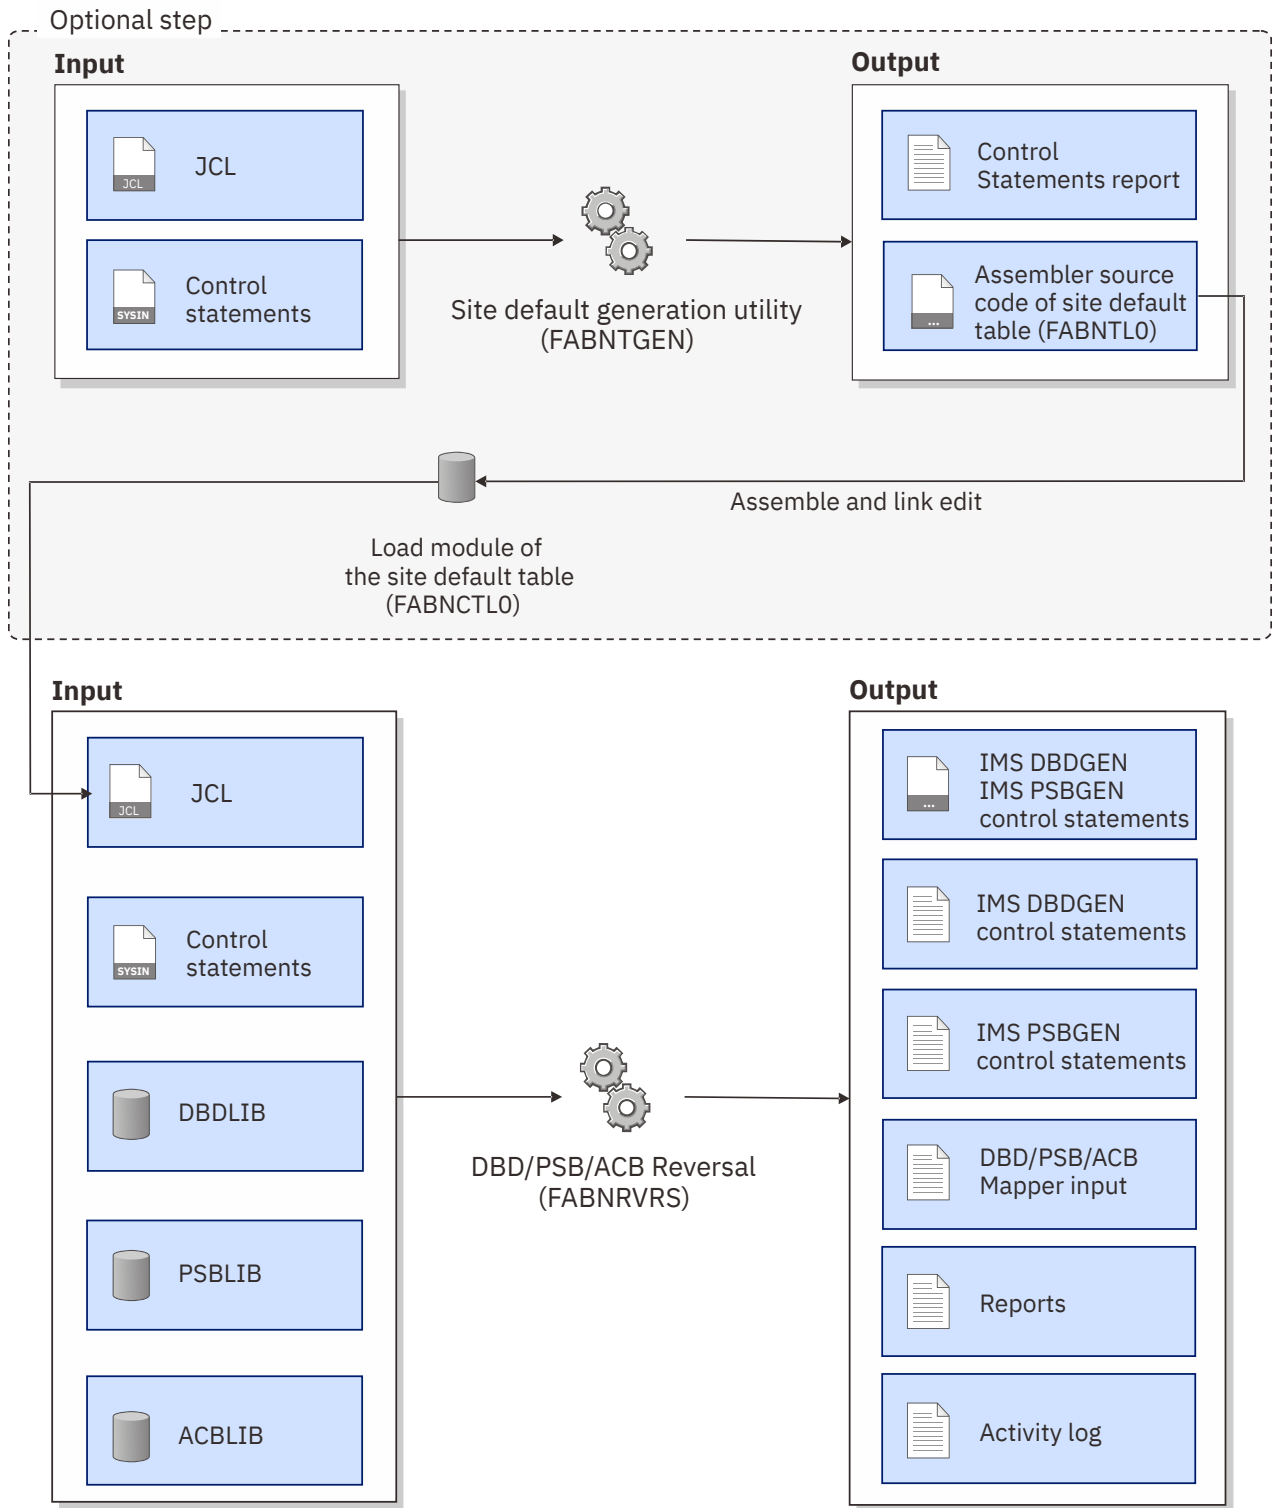 Optional step
Input
JCL
JCL
SYSIN
Control
statements
Site default generation utility
(FABNTGEN)
Output
Control
Statements report
...
Assembler source
code of site default
table (FABNTL0)
Assemble and link edit
Load module of
the site default table
(FABNCTL0)
Input
JCL
JCL
SYSIN
Control
statements
DBDLIB
PSBLIB
ACBLIB
DBD/PSB/ACB Reversal
(FABNRVRS)
Output
...
IMS DBDGEN
IMS PSBGEN
control statements
IMS DBDGEN
control statements
IMS PSBGEN
control statements
DBD/PSB/ACB
Mapper input
Reports
Activity log